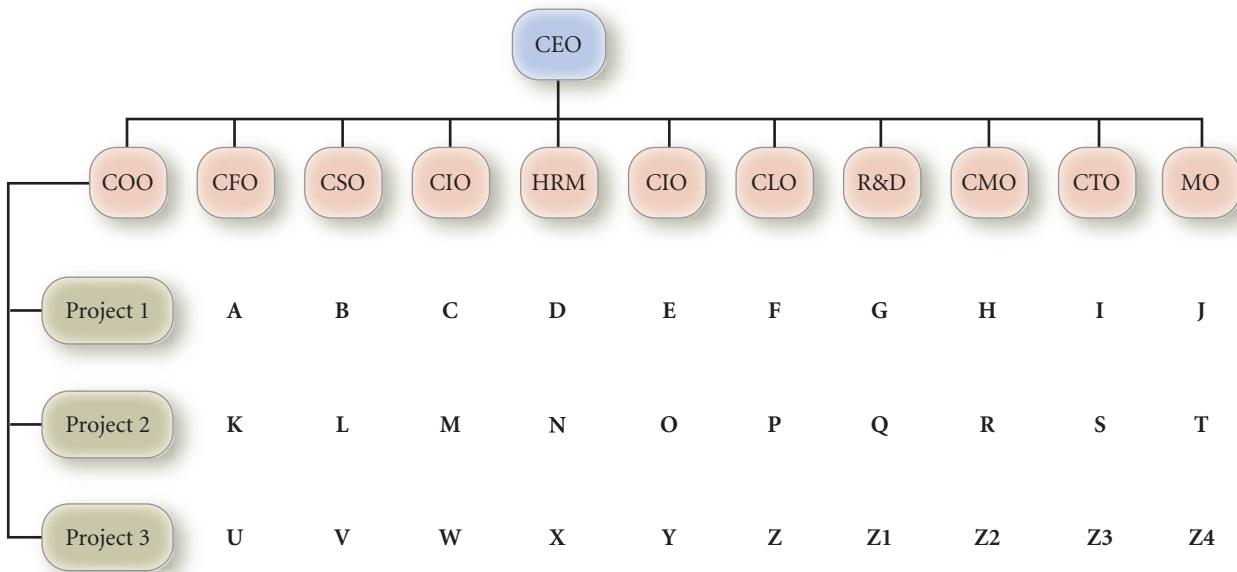 CEO
COO CFO CSO CIO HRM CIO CLO R&D CMO CTO MO
Project 1 A B C D E F G H I J
Project 2 K L M N O P Q R S T
Project 3 U V W X Y Z Z1 Z2 Z3 Z4